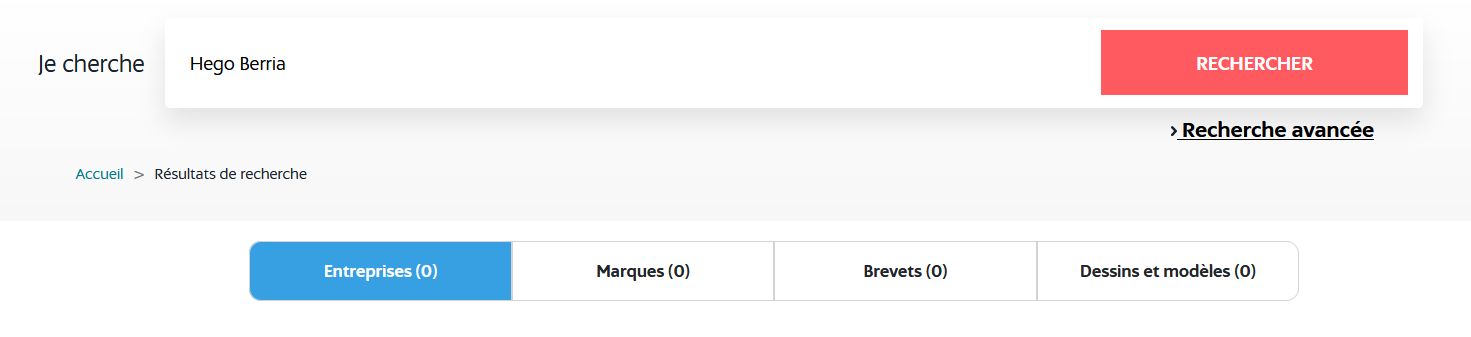 Je cherche Hego Berria RECHERCHER
› Recherche avancée
Accueil > Résultats de recherche
Entreprises (0) Marques (0) Brevets (0) Dessins et modèles (0)